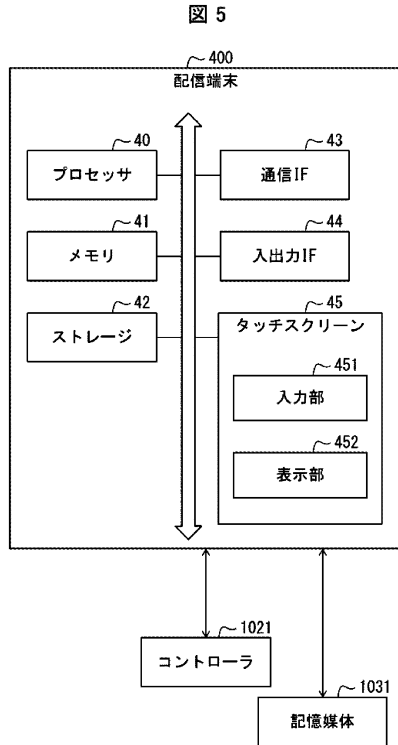 図 5
400
配信端末
40
プロセッサ
43
通信IF
41
メモリ
44
入出力IF
42
ストレージ
45
タッチスクリーン
451
入力部
452
表示部
1021
コントローラ
1031
記憶媒体